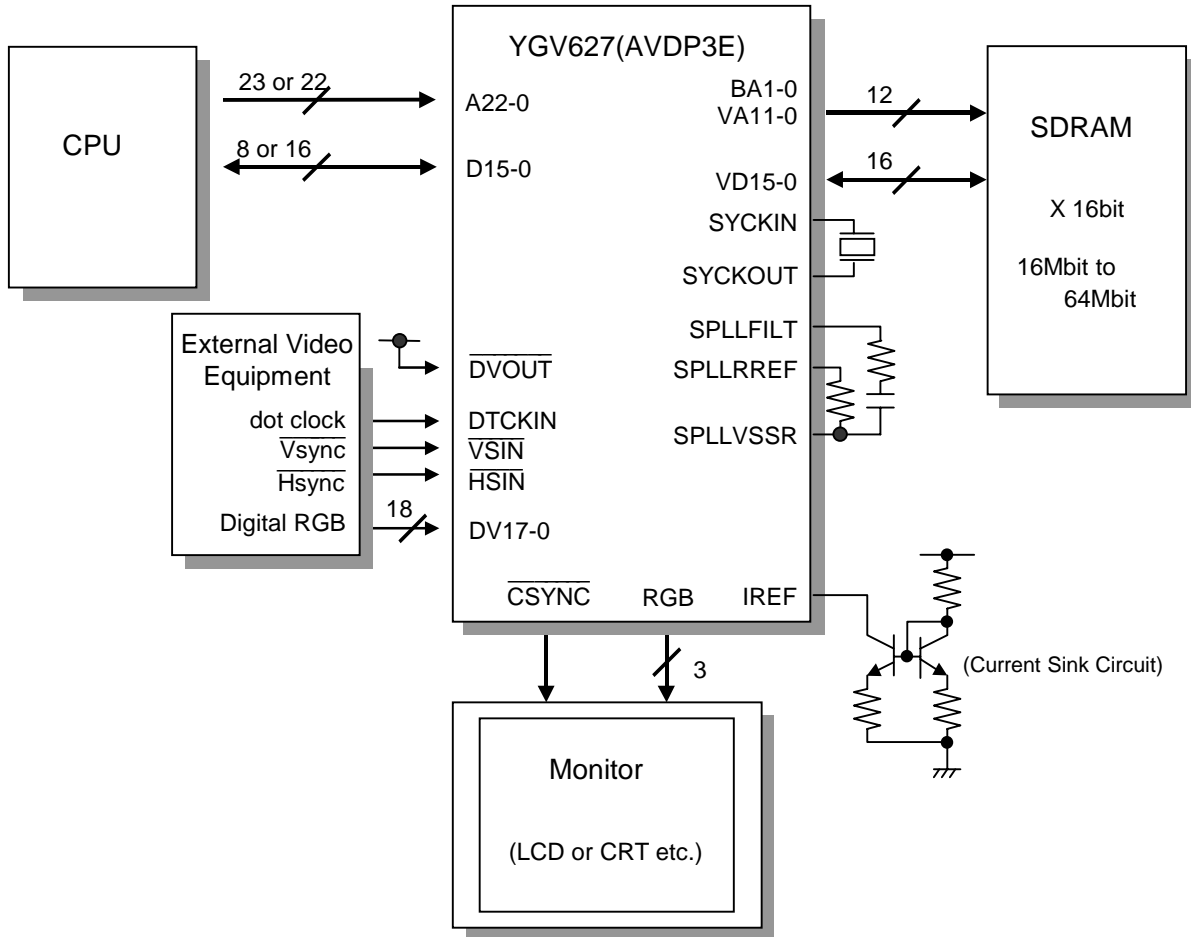 YGV627(AVDP3E)
CPU
23 or 22
A22-0
8 or 16
D15-0
BA1-0
VA11-0
12
VD15-0
16
SDRAM
X 16bit
16Mbit to
64Mbit
SYCKIN
SYCKOUT
SPLLFILT
SPLLRREF
SPLLVSSR
External Video
Equipment
dot clock
Vsync
Hsync
Digital RGB
18
DVOUT
DTCKIN
VSIN
HSIN
DV17-0
CSYNC
RGB
IREF
3
(Current Sink Circuit)
Monitor
(LCD or CRT etc.)